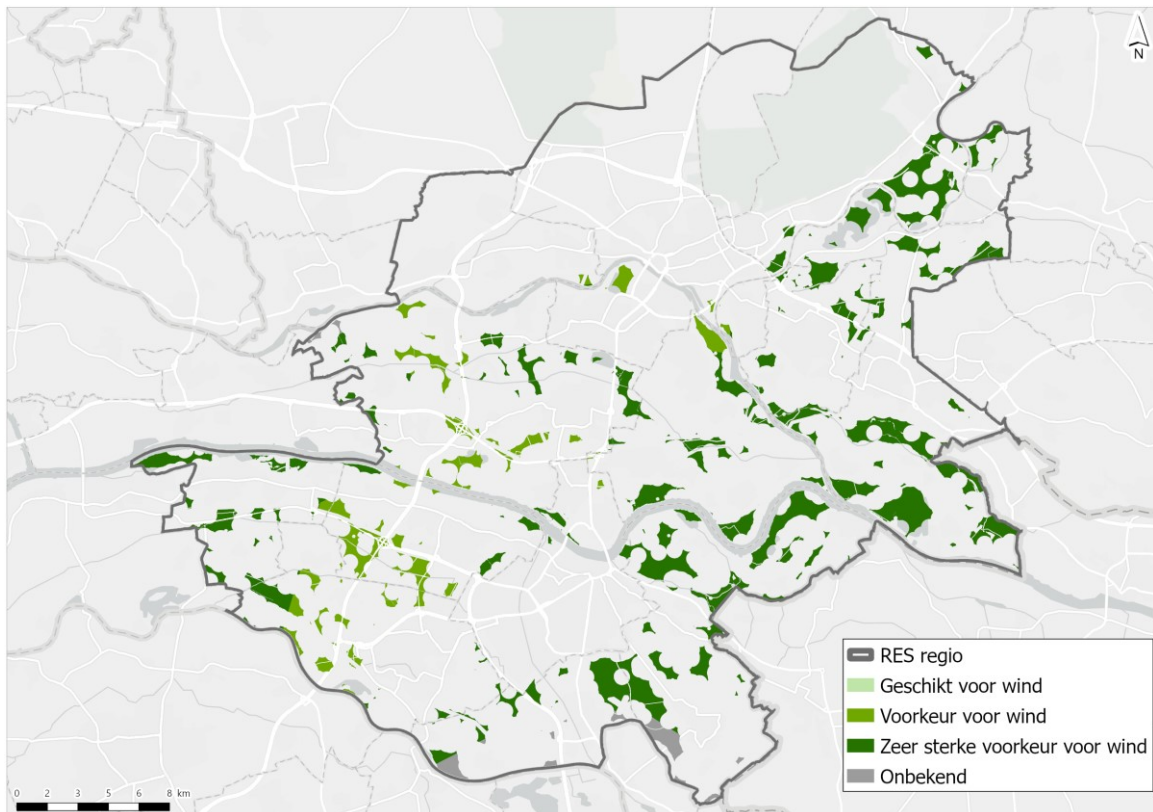 N
RES regio
Geschikt voor wind
Voorkeur voor wind
Zeer sterke voorkeur voor wind
Onbekend
0 2 3 5 6 8 km